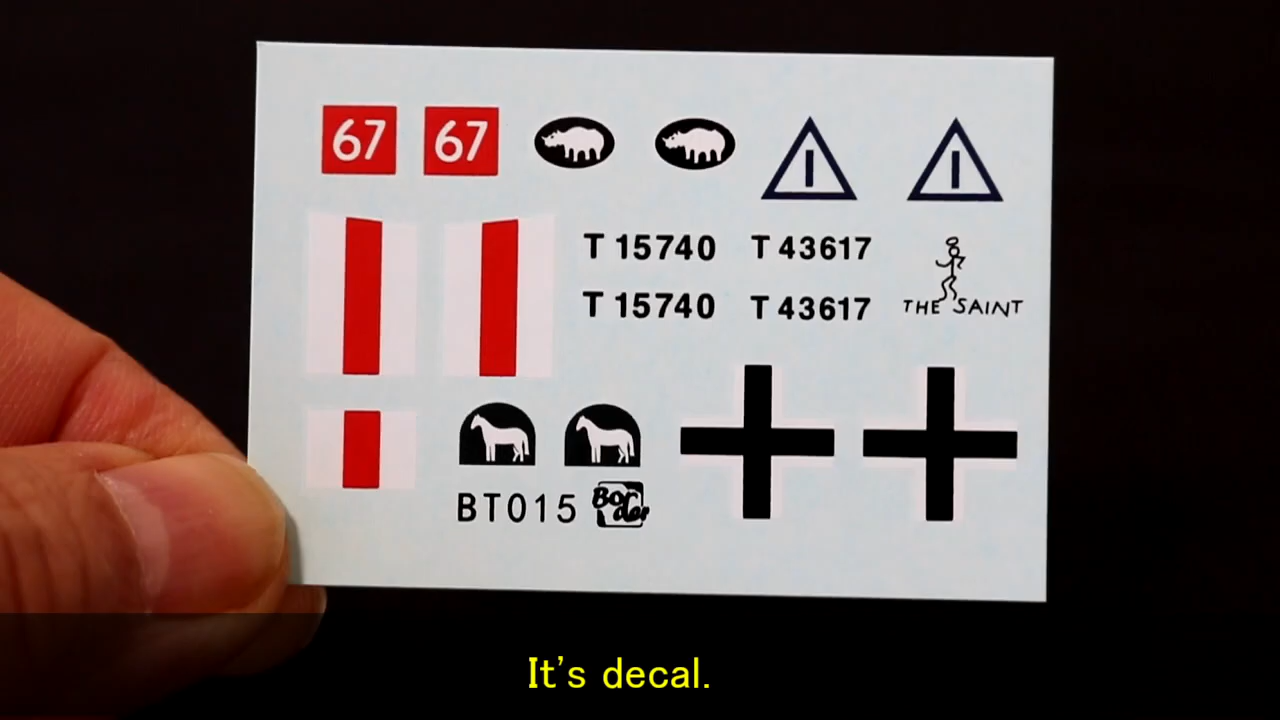 67 67
I I
T 15740 T 43617
T 15740 T 43617
THE SAINT
BT015 Border
It's decal.